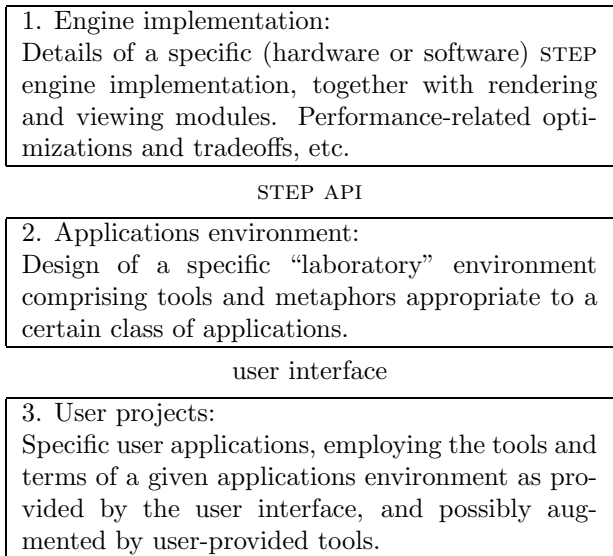 1. Engine implementation:
Details of a specific (hardware or software) STEP
engine implementation, together with rendering
and viewing modules. Performance-related opti-
mizations and tradeoffs, etc.
STEP API
2. Applications environment:
Design of a specific “laboratory” environment
comprising tools and metaphors appropriate to a
certain class of applications.
user interface
3. User projects:
Specific user applications, employing the tools and
terms of a given applications environment as pro-
vided by the user interface, and possibly aug-
mented by user-provided tools.